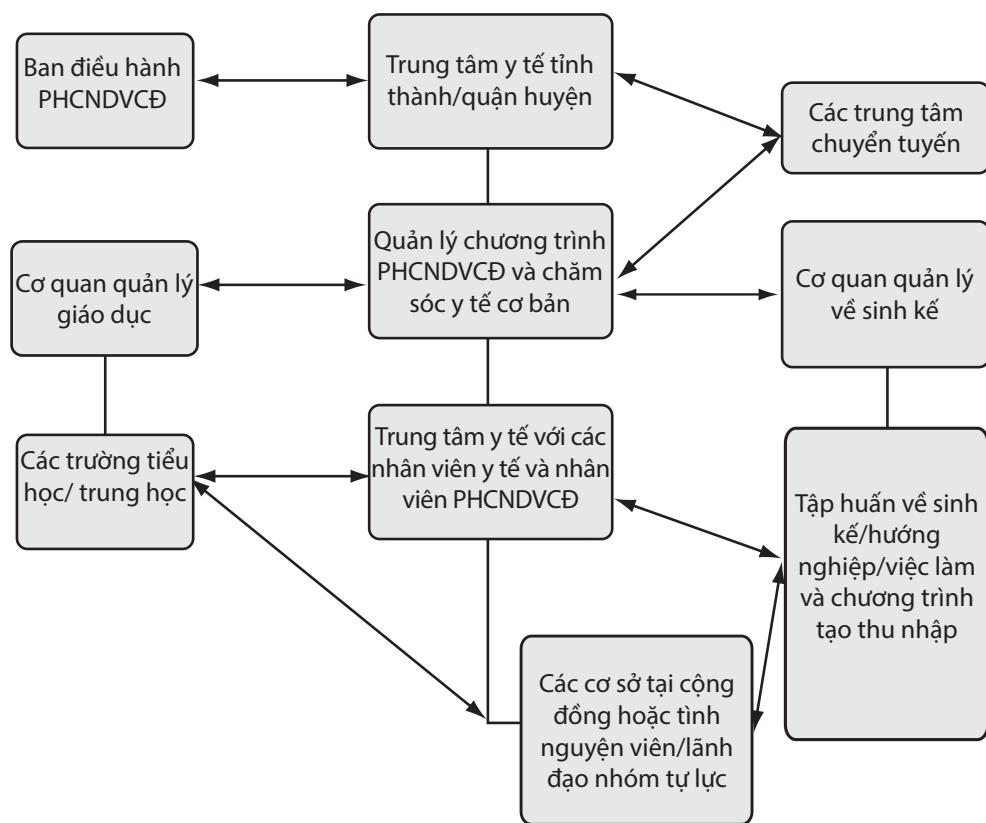 Ban điều hành
PHCNDVCĐ
Trung tâm y tế tỉnh
thành/quận huyện
Các trung tâm
chuyển tuyến
Cơ quan quản lý
giáo dục
Quản lý chương trình
PHCNDVCĐ và chăm
sóc y tế cơ bản
Cơ quan quản lý
về sinh kế
Các trường tiểu
học/ trung học
Trung tâm y tế với các
nhân viên y tế và nhân
viên PHCNDVCĐ
Tập huấn về sinh
kế/hướng
nghiệp/việc làm
và chương trình
tạo thu nhập
Các cơ sở tại cộng
đồng hoặc tình
nguyện viên/lãnh
đạo nhóm tự lực